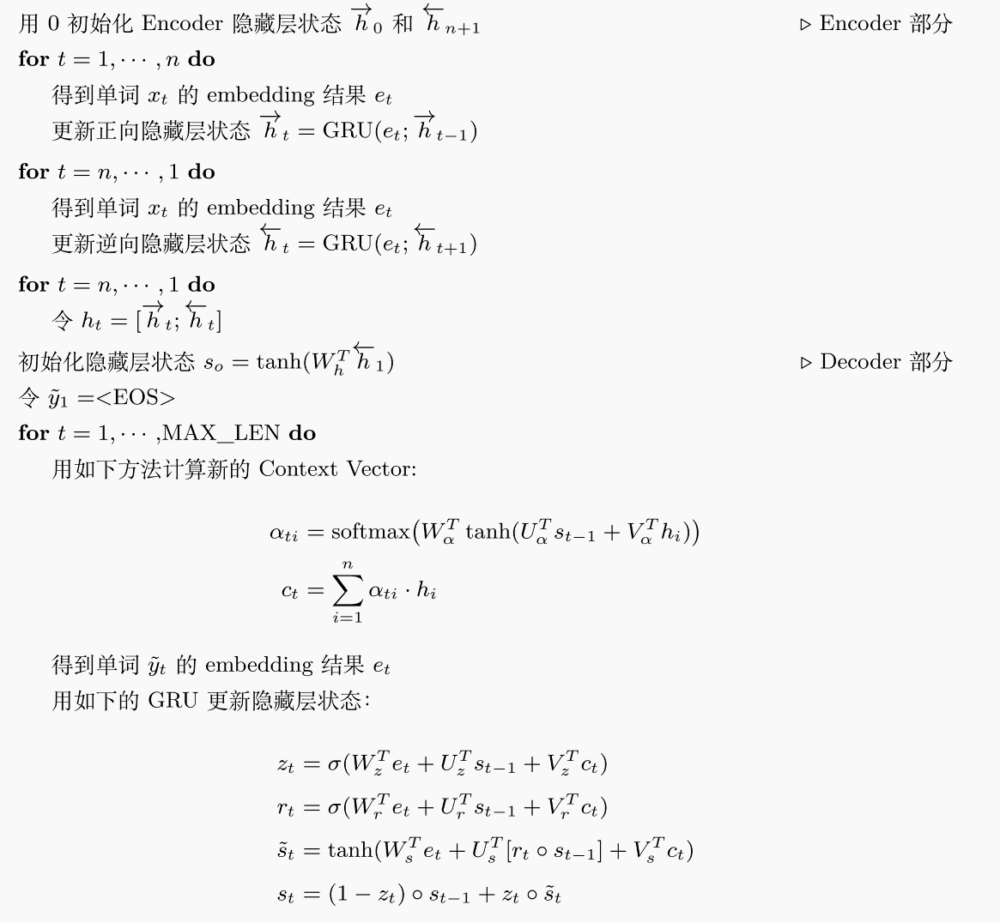 用 0 初始化 Encoder 隐藏层状态 $\overrightarrow{h}_0$ 和 $\overleftarrow{h}_{n+1}$ ▷ Encoder 部分
for $t = 1, \cdots, n$ do
得到单词 $x_t$ 的 embedding 结果 $e_t$
更新正向隐藏层状态 $\overrightarrow{h}_t = \mathrm{GRU}(e_t; \overrightarrow{h}_{t-1})$
for $t = n, \cdots, 1$ do
得到单词 $x_t$ 的 embedding 结果 $e_t$
更新逆向隐藏层状态 $\overleftarrow{h}_t = \mathrm{GRU}(e_t; \overleftarrow{h}_{t+1})$
for $t = n, \cdots, 1$ do
令 $h_t = [\overrightarrow{h}_t; \overleftarrow{h}_t]$
初始化隐藏层状态 $s_o = \tanh(W_h^T \overleftarrow{h}_1)$ ▷ Decoder 部分
令 $\tilde{y}_1$ =<EOS>
for $t = 1, \cdots$ ,MAX_LEN do
用如下方法计算新的 Context Vector:
$\alpha_{ti} = \mathrm{softmax}\big(W_\alpha^T \tanh(U_\alpha^T s_{t-1} + V_\alpha^T h_i)\big)$
$c_t = \sum_{i=1}^{n} \alpha_{ti} \cdot h_i$
得到单词 $\tilde{y}_t$ 的 embedding 结果 $e_t$
用如下的 GRU 更新隐藏层状态：
$z_t = \sigma(W_z^T e_t + U_z^T s_{t-1} + V_z^T c_t)$
$r_t = \sigma(W_r^T e_t + U_r^T s_{t-1} + V_r^T c_t)$
$\tilde{s}_t = \tanh(W_s^T e_t + U_s^T [r_t \circ s_{t-1}] + V_s^T c_t)$
$s_t = (1 - z_t) \circ s_{t-1} + z_t \circ \tilde{s}_t$